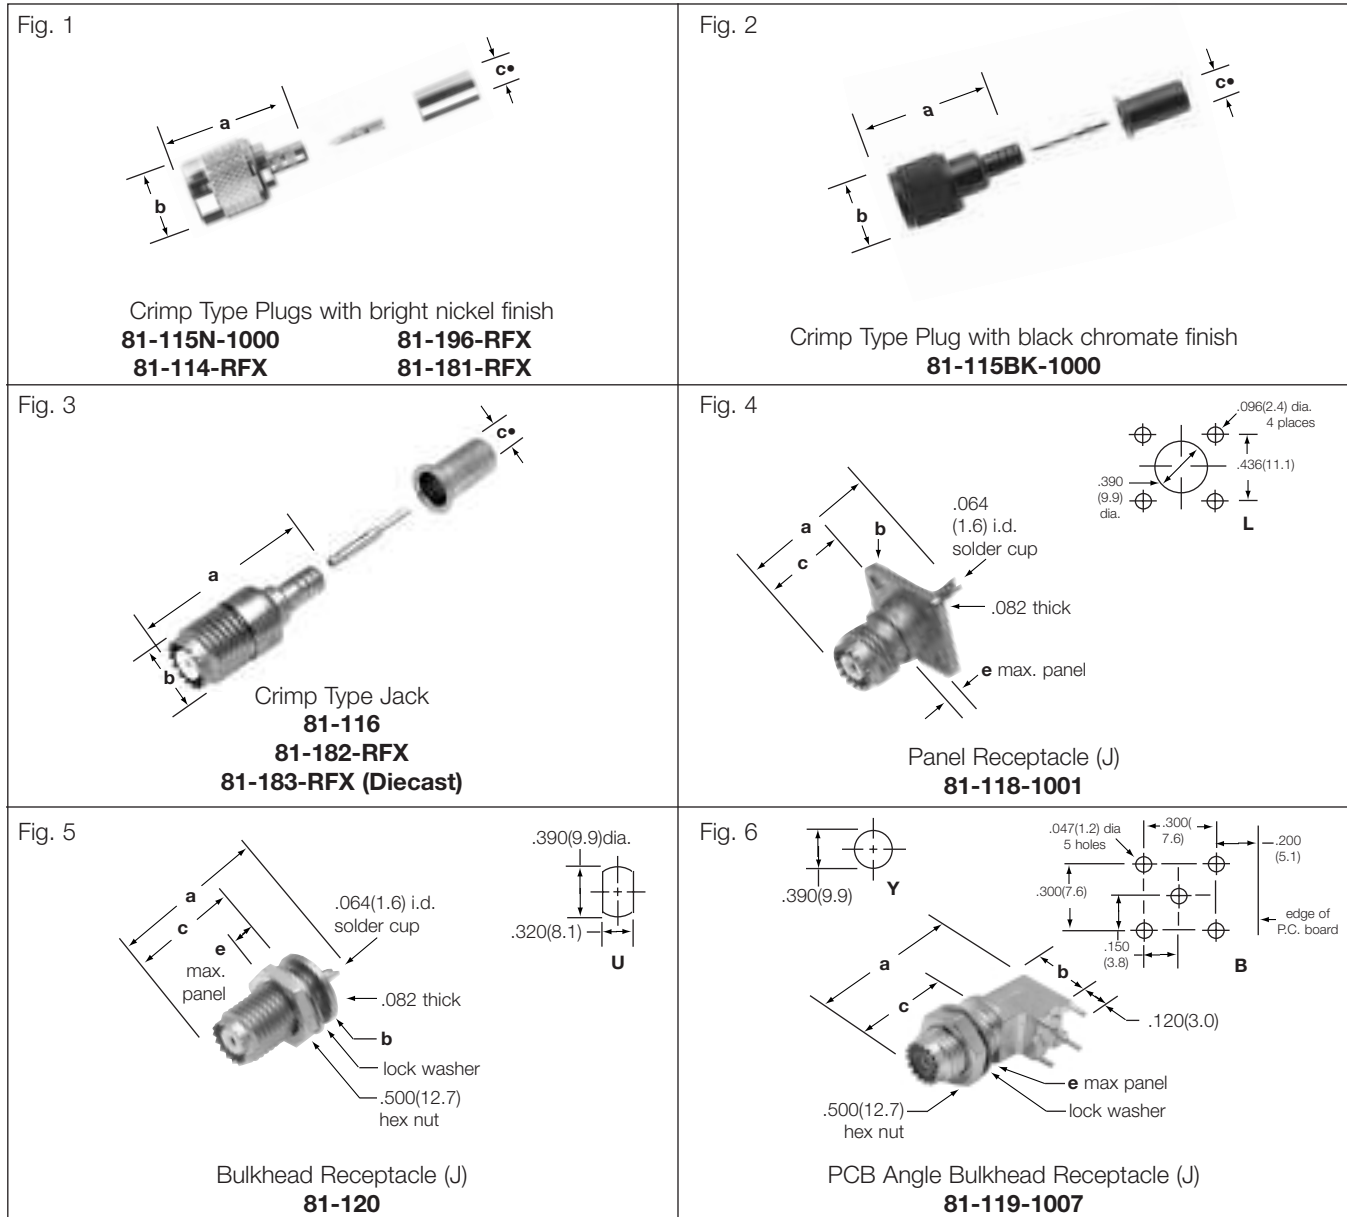 Fig. 1
c•
a
b
Crimp Type Plugs with bright nickel finish
81-115N-1000 81-196-RFX
81-114-RFX 81-181-RFX
Fig. 2
c•
a
b
Crimp Type Plug with black chromate finish
81-115BK-1000
Fig. 3
c•
a
b
Crimp Type Jack
81-116
81-182-RFX
81-183-RFX (Diecast)
Fig. 4
.096(2.4) dia.
4 places
.436(11.1)
.390
(9.9)
dia.
L
a
b
c
.064
(1.6) i.d.
solder cup
.082 thick
e max. panel
Panel Receptacle (J)
81-118-1001
Fig. 5
.390(9.9)dia.
.320(8.1)
U
a
c
e
max.
panel
.064(1.6) i.d.
solder cup
.082 thick
b
lock washer
.500(12.7)
hex nut
Bulkhead Receptacle (J)
81-120
Fig. 6
Y
.390(9.9)
.047(1.2) dia
5 holes
.300(
7.6)
.200
(5.1)
.300(7.6)
.150
(3.8)
edge of
P.C. board
B
a
b
c
.120(3.0)
e max panel
lock washer
.500(12.7)
hex nut
PCB Angle Bulkhead Receptacle (J)
81-119-1007